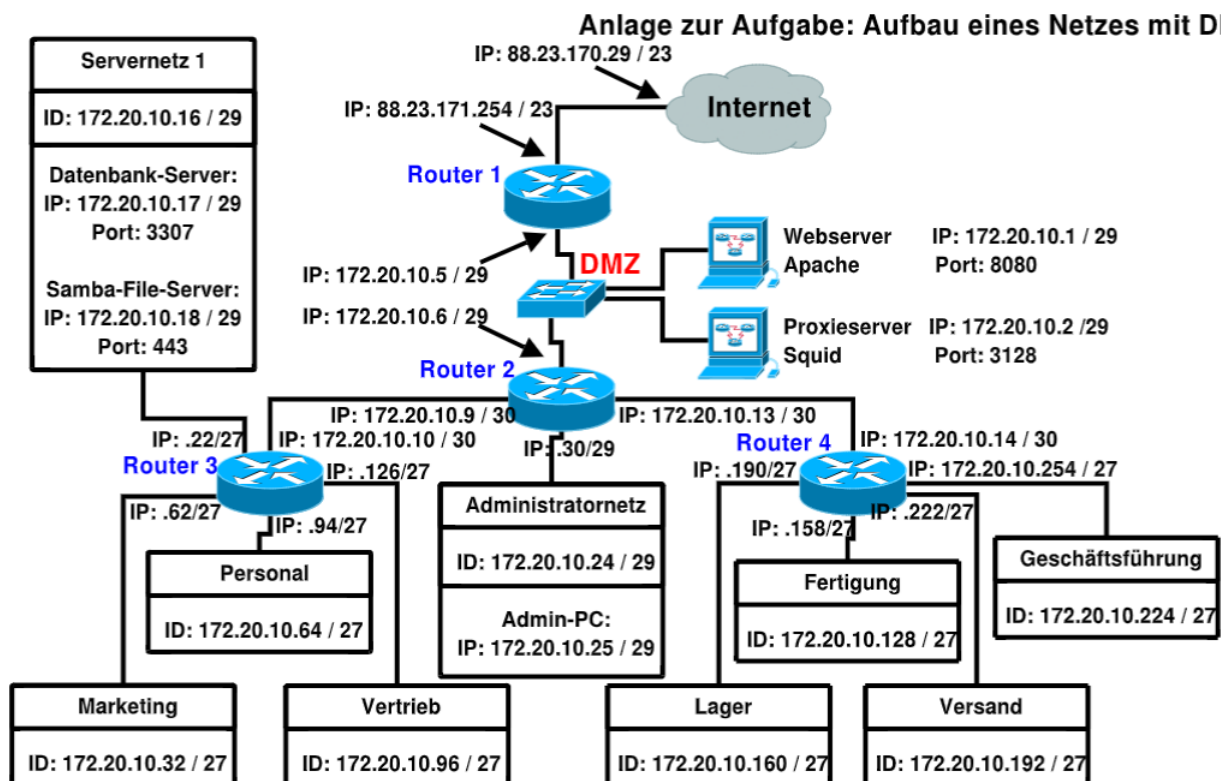 Anlage zur Aufgabe: Aufbau eines Netzes mit
Servernetz 1
ID: 172.20.10.16 / 29
Datenbank-Server:
IP: 172.20.10.17 / 29
Port: 3307
Samba-File-Server:
IP: 172.20.10.18 / 29
Port: 443
IP: 88.23.170.29 / 23
Internet
IP: 88.23.171.254 / 23
Router 1
IP: 172.20.10.5 / 29
DMZ
IP: 172.20.10.6 / 29
Webserver IP: 172.20.10.1 / 29
Apache Port: 8080
Proxieserver IP: 172.20.10.2 /29
Squid Port: 3128
Router 2
IP: 172.20.10.9 / 30
IP: 172.20.10.13 / 30
IP: .30/29
IP: .22/27
IP: 172.20.10.10 / 30
Router 3
IP: .126/27
IP: .62/27
IP: .94/27
Router 4
IP: 172.20.10.14 / 30
IP: .190/27
IP: 172.20.10.254 / 27
IP: .158/27
IP: .222/27
Personal
ID: 172.20.10.64 / 27
Administratornetz
ID: 172.20.10.24 / 29
Admin-PC:
IP: 172.20.10.25 / 29
Fertigung
ID: 172.20.10.128 / 27
Geschäftsführung
ID: 172.20.10.224 / 27
Marketing
ID: 172.20.10.32 / 27
Vertrieb
ID: 172.20.10.96 / 27
Lager
ID: 172.20.10.160 / 27
Versand
ID: 172.20.10.192 / 27